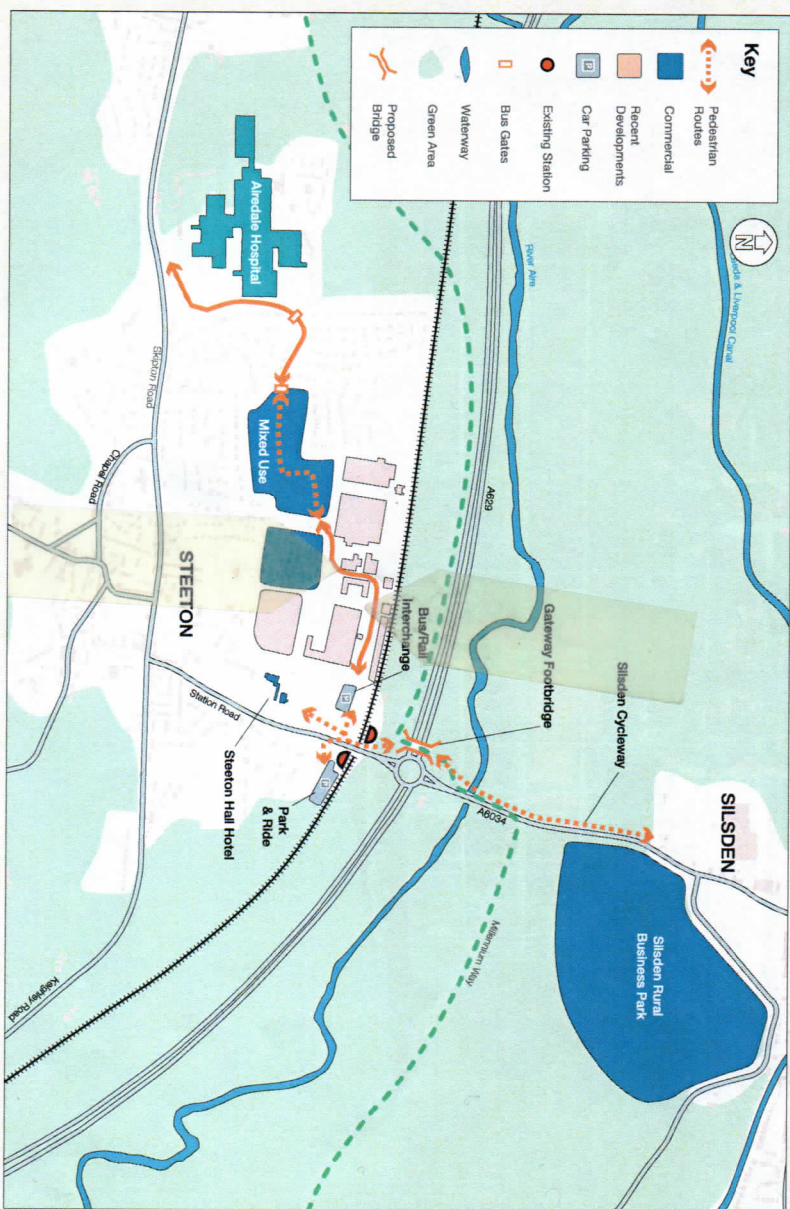 Key
Pedestrian
Routes
Commercial
Recent
Developments
Car Parking
P
Existing Station
Bus Gates
Waterway
Green Area
Proposed
Bridge
N
Leeds & Liverpool Canal
River Aire
A629
Airedale Hospital
Skipton Road
Chapel Road
Mixed Use
STEETON
Bus/Rail
Interchange
Gateway Footbridge
Silsden Cycleway
SILSDEN
Silsden Rural
Business Park
A6034
Millennium Way
P
P
Park
& Ride
Steeton Hall Hotel
Station Road
Keighley Road